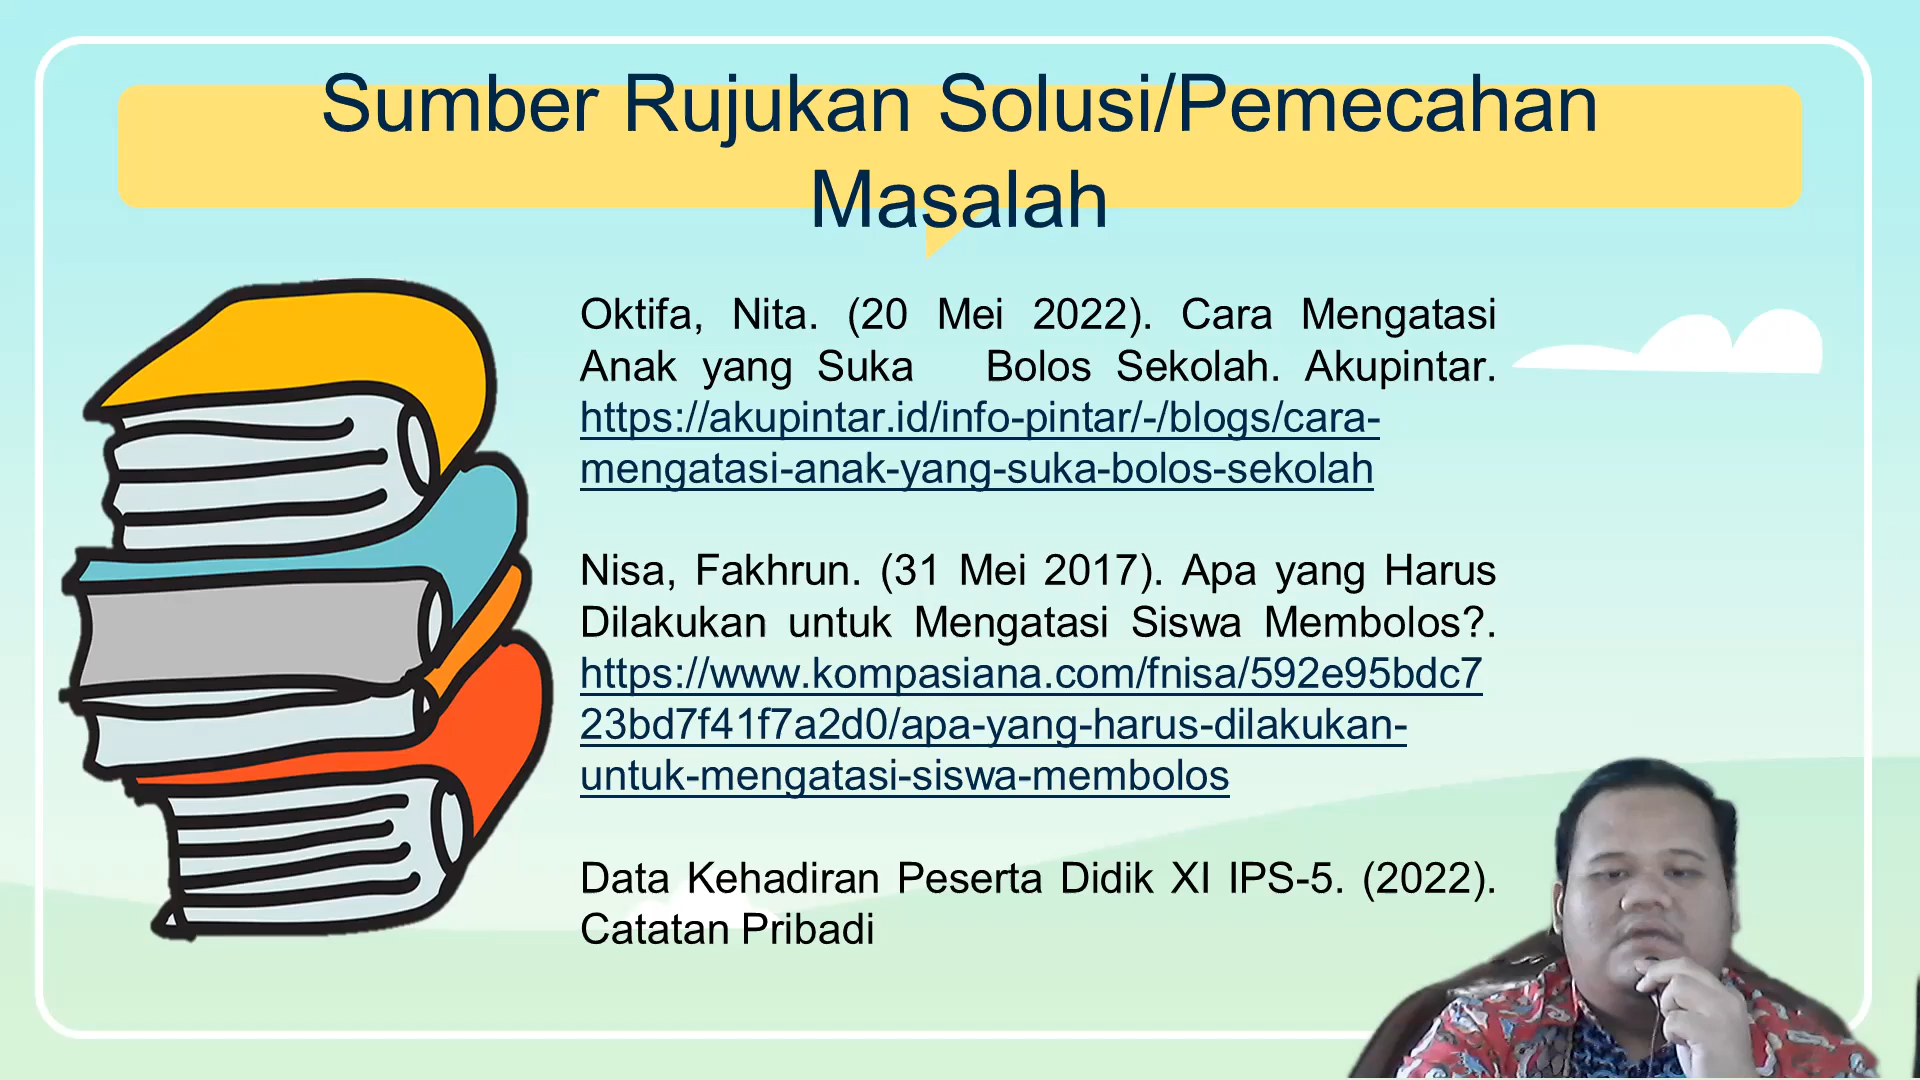 Sumber Rujukan Solusi/Pemecahan
Masalah
Oktifa, Nita. (20 Mei 2022). Cara Mengatasi
Anak yang Suka Bolos Sekolah. Akupintar.
https://akupintar.id/info-pintar/-/blogs/cara-
mengatasi-anak-yang-suka-bolos-sekolah
Nisa, Fakhrun. (31 Mei 2017). Apa yang Harus
Dilakukan untuk Mengatasi Siswa Membolos?.
https://www.kompasiana.com/fnisa/592e95bdc7
23bd7f41f7a2d0/apa-yang-harus-dilakukan-
untuk-mengatasi-siswa-membolos
Data Kehadiran Peserta Didik XI IPS-5. (2022).
Catatan Pribadi